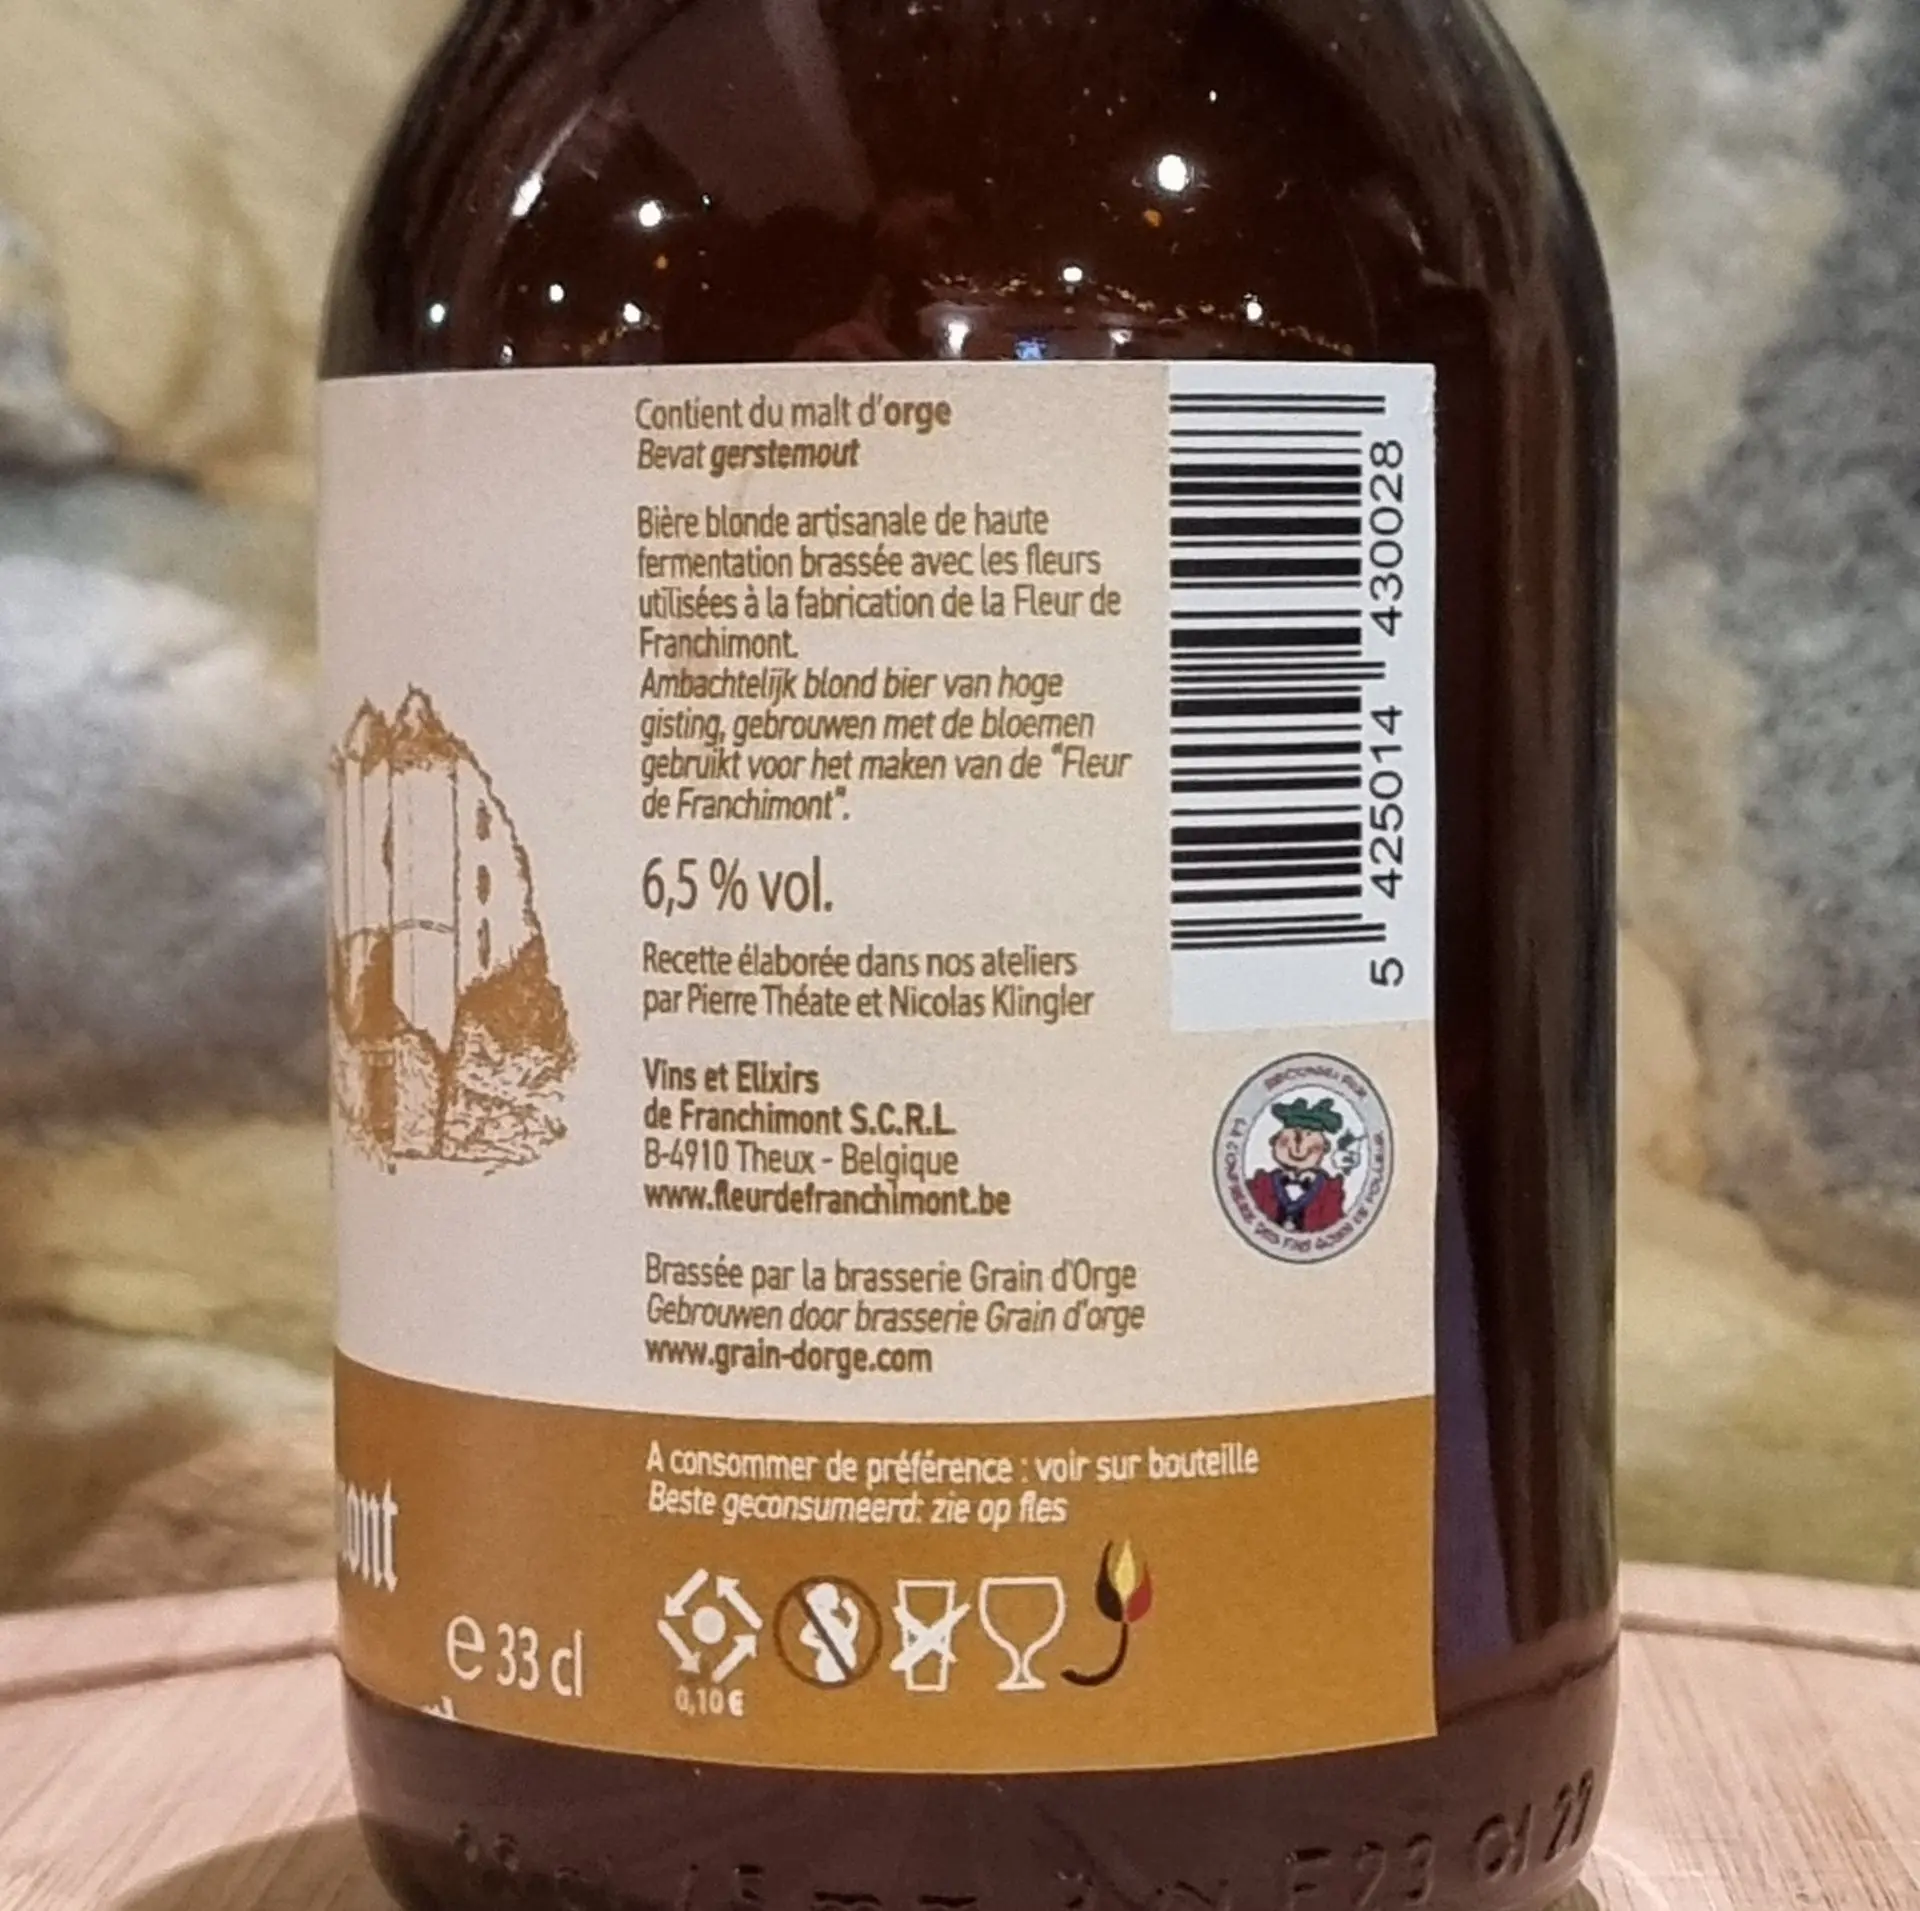 Contient du malt d'orge
Bevat gerstemout
Bière blonde artisanale de haute
fermentation brassée avec les fleurs
utilisées à la fabrication de la Fleur de
Franchimont.
Ambachtelijk blond bier van hoge
gisting, gebrouwen met de bloemen
gebruikt voor het maken van de "Fleur
de Franchimont".
6,5 % vol.
Recette élaborée dans nos ateliers
par Pierre Théate et Nicolas Klingler
Vins et Elixirs
de Franchimont S.C.R.L.
B-4910 Theux - Belgique
www.fleurdefranchimont.be
Brassée par la brasserie Grain d'Orge
Gebrouwen door brasserie Grain d'orge
www.grain-dorge.com
A consommer de préférence : voir sur bouteille
Beste geconsumeerd: zie op fles
0,10 €
ont
e 33 cl
5 425014 430028